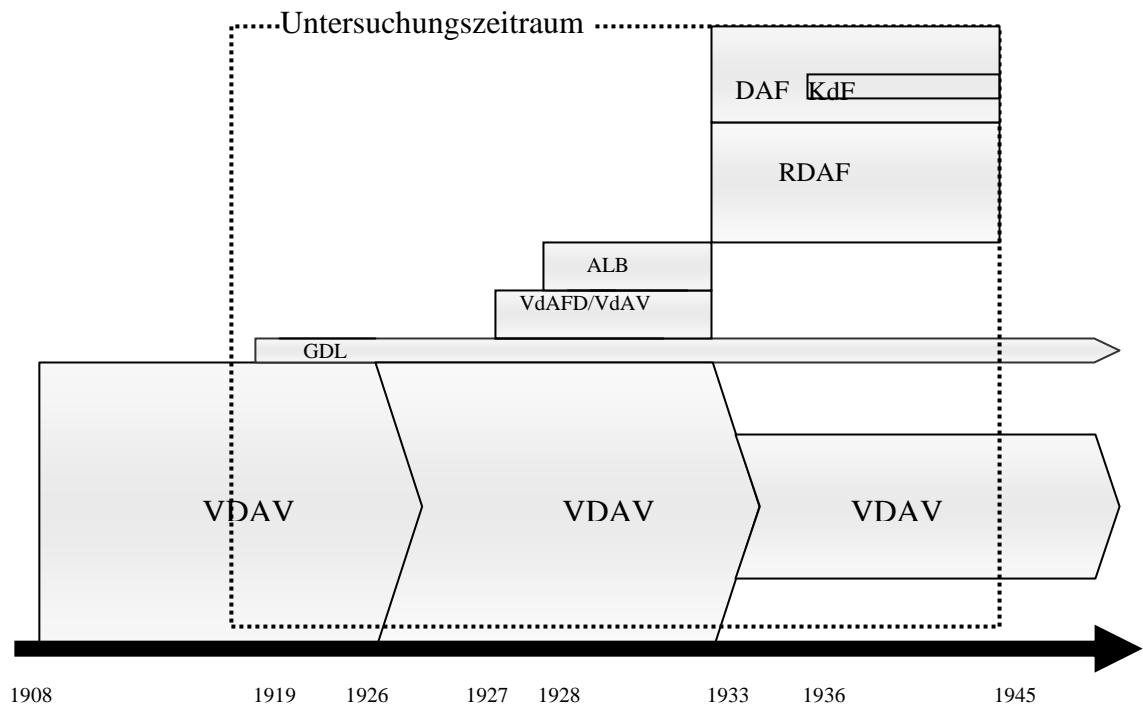 Untersuchungszeitraum
DAF KdF
RDAF
ALB
VdAFD/VdAV
GDL
VDAV VDAV VDAV
1908 1919 1926 1927 1928 1933 1936 1945